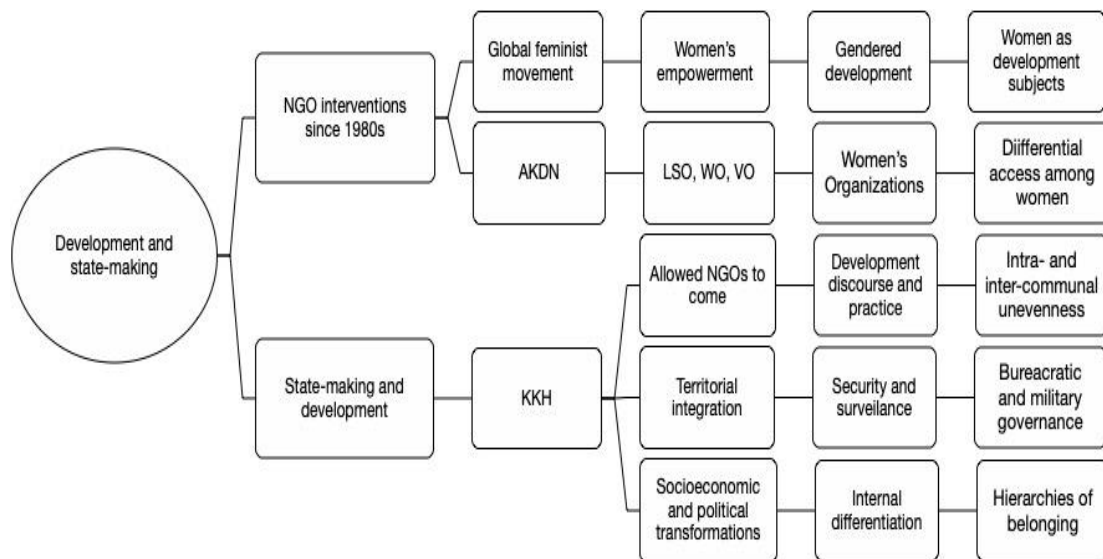 Development and
state-making
NGO interventions
since 1980s
Global feminist
movement
Women's
empowerment
Gendered
development
Women as
development
subjects
AKDN
LSO, WO, VO
Women's
Organizations
Diifferential
access among
women
State-making and
development
KKH
Allowed NGOs to
come
Development
discourse and
practice
Intra- and
inter-communal
unevenness
Territorial
integration
Security and
surveilance
Bureacratic
and military
governance
Socioeconomic
and political
transformations
Internal
differentiation
Hierarchies of
belonging